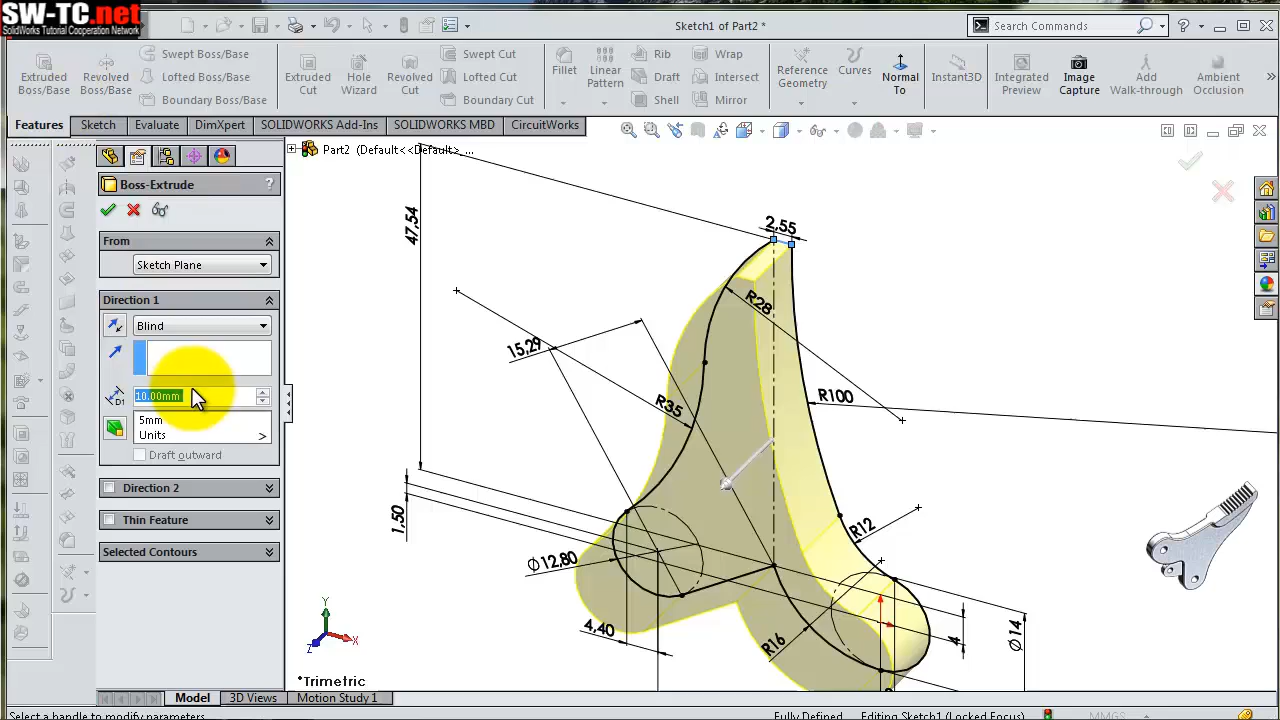 SW-TC.net
SolidWorks Tutorial Cooperation Network
Sketch1 of Part2 *
Search Commands
Extruded Boss/Base
Revolved Boss/Base
Swept Boss/Base
Lofted Boss/Base
Boundary Boss/Base
Extruded Cut
Hole Wizard
Revolved Cut
Swept Cut
Lofted Cut
Boundary Cut
Fillet
Linear Pattern
Rib
Draft
Shell
Wrap
Intersect
Mirror
Reference Geometry
Curves
Normal To
Instant3D
Integrated Preview
Image Capture
Add Walk-through
Ambient Occlusion
Features
Sketch
Evaluate
DimXpert
SOLIDWORKS Add-Ins
SOLIDWORKS MBD
CircuitWorks
Part2 (Default<<Default>_...
Boss-Extrude
?
From
Sketch Plane
Direction 1
Blind
D1
10.00mm
5mm
Units
>
Draft outward
Direction 2
Thin Feature
Selected Contours
47,54
2,55
R28
15,29
R35
R100
1,50
Ø12,80
R12
4,40
R16
4
Ø14
Y
X
Z
*Trimetric
Model
3D Views
Motion Study 1
Select a handle to modify parameters.
Fully Defined
Editing Sketch1 (Locked Focus)
MMGS